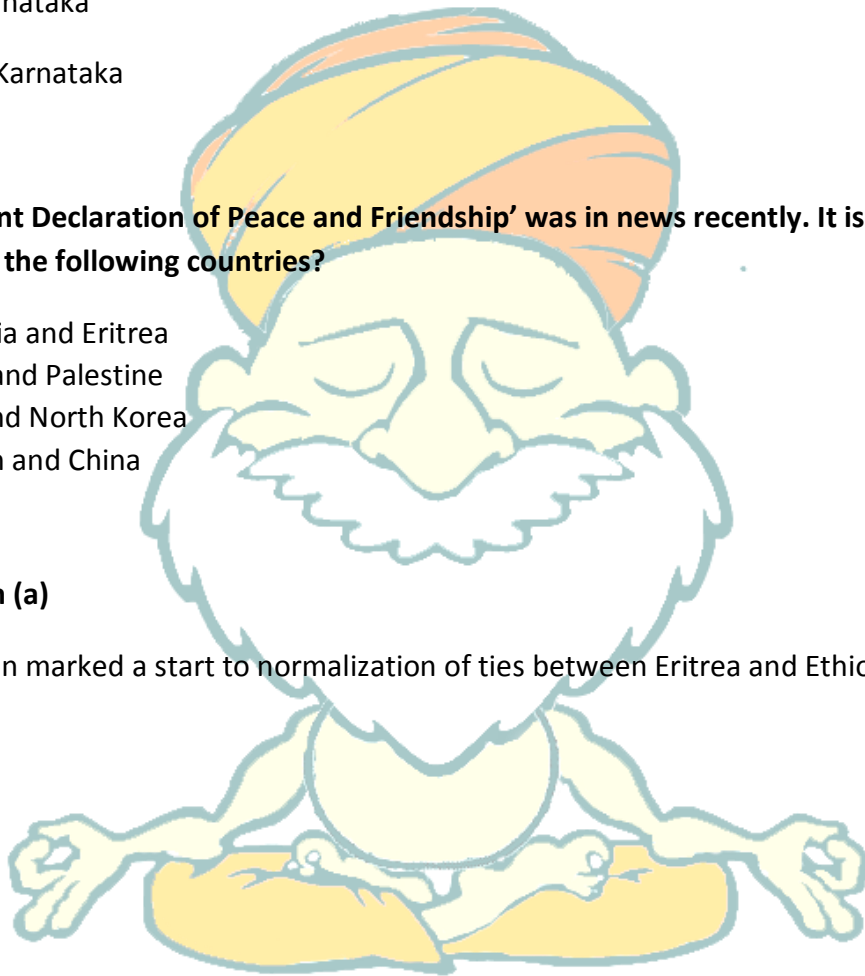 nataka
Karnataka
nt Declaration of Peace and Friendship’ was in news recently. It is
the following countries?
ia and Eritrea
and Palestine
nd North Korea
n and China
n (a)
n marked a start to normalization of ties between Eritrea and Ethio